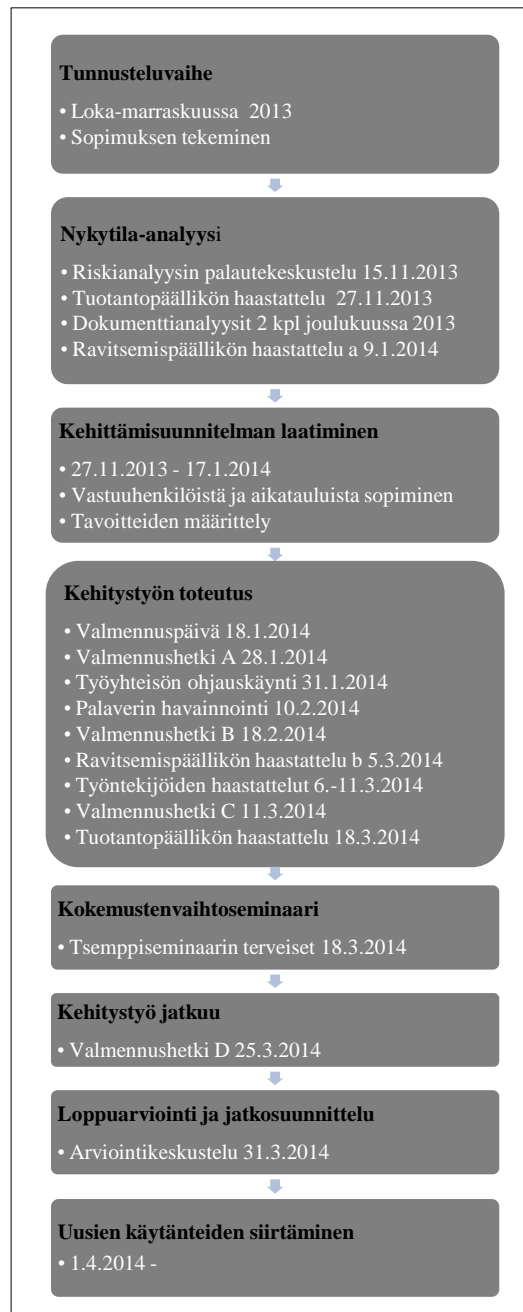 Tunnusteluvaihe
• Loka-marraskuussa 2013
• Sopimuksen tekeminen
Nykytila-analyysi
• Riskianalyysin palautekeskustelu 15.11.2013
• Tuotantopäällikön haastattelu 27.11.2013
• Dokumenttianalyysit 2 kpl joulukuussa 2013
• Ravitsemispäällikön haastattelu a 9.1.2014
Kehittämisuunnitelman laatiminen
• 27.11.2013 - 17.1.2014
• Vastuuhenkilöistä ja aikatauluista sopiminen
• Tavoitteiden määrittely
Kehitystyön toteutus
• Valmennuspäivä 18.1.2014
• Valmennushetki A 28.1.2014
• Työyhteisön ohjauskäynti 31.1.2014
• Palaverin havainnointi 10.2.2014
• Valmennushetki B 18.2.2014
• Ravitsemispäällikön haastattelu b 5.3.2014
• Työntekijöiden haastattelut 6.-11.3.2014
• Valmennushetki C 11.3.2014
• Tuotantopäällikön haastattelu 18.3.2014
Kokemustenvaihtoseminaari
• Tsemppiseminaarin terveiset 18.3.2014
Kehitystyö jatkuu
• Valmennushetki D 25.3.2014
Loppuarviointi ja jatkosuunnittelu
• Arviointikeskustelu 31.3.2014
Uusien käytänteiden siirtäminen
• 1.4.2014 -